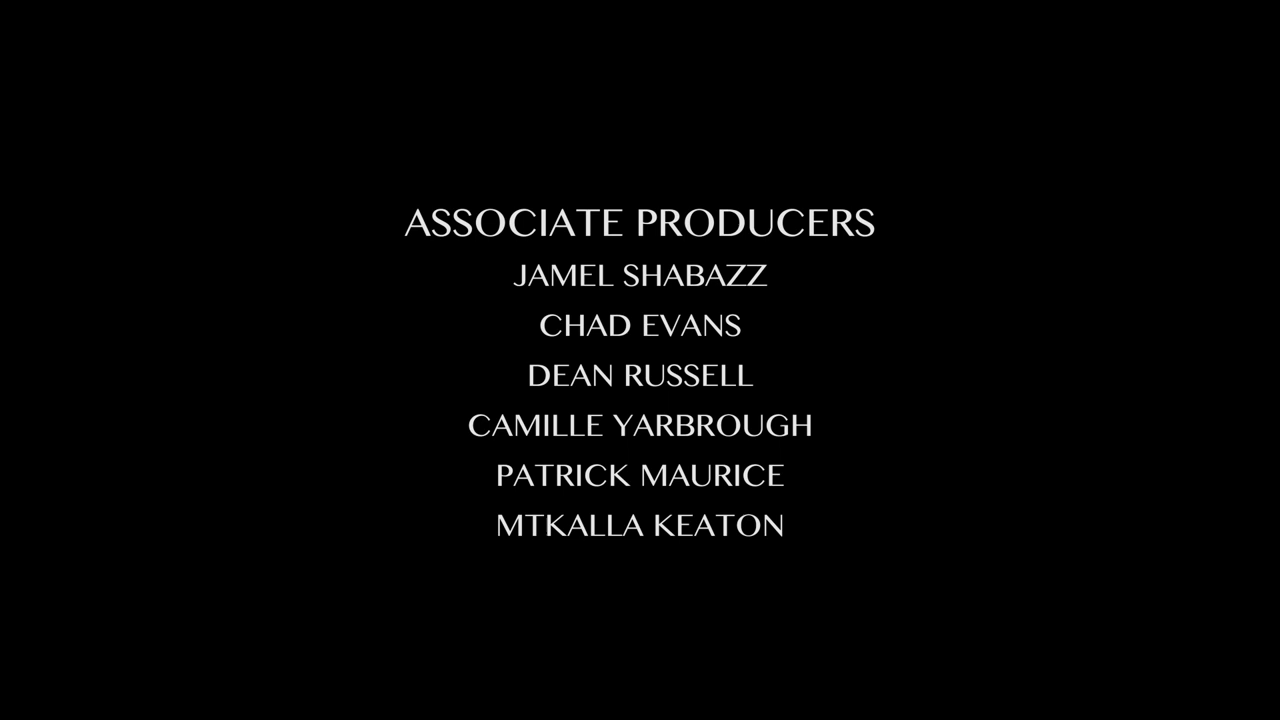 ASSOCIATE PRODUCERS
JAMEL SHABAZZ
CHAD EVANS
DEAN RUSSELL
CAMILLE YARBROUGH
PATRICK MAURICE
MTKALLA KEATON